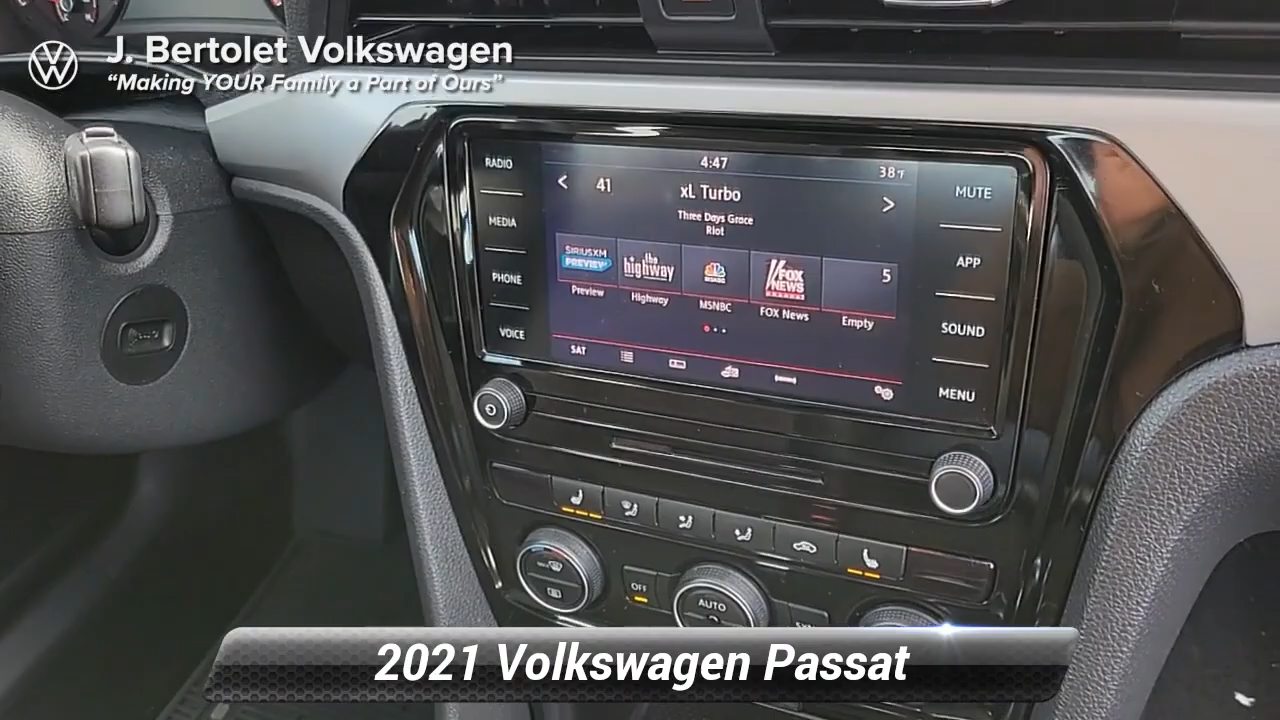 J. Bertolet Volkswagen
"Making YOUR Family a Part of Ours"
RADIO
MEDIA
PHONE
VOICE
4:47
38°F
< 41 xL Turbo >
Three Days Grace
Riot
SIRIUSXM
PREVIEW
Preview
the
highway
Highway
MSNBC
MSNBC
FOX
NEWS
FOX News
5
Empty
SAT
MUTE
APP
SOUND
MENU
OFF
AUTO
2021 Volkswagen Passat